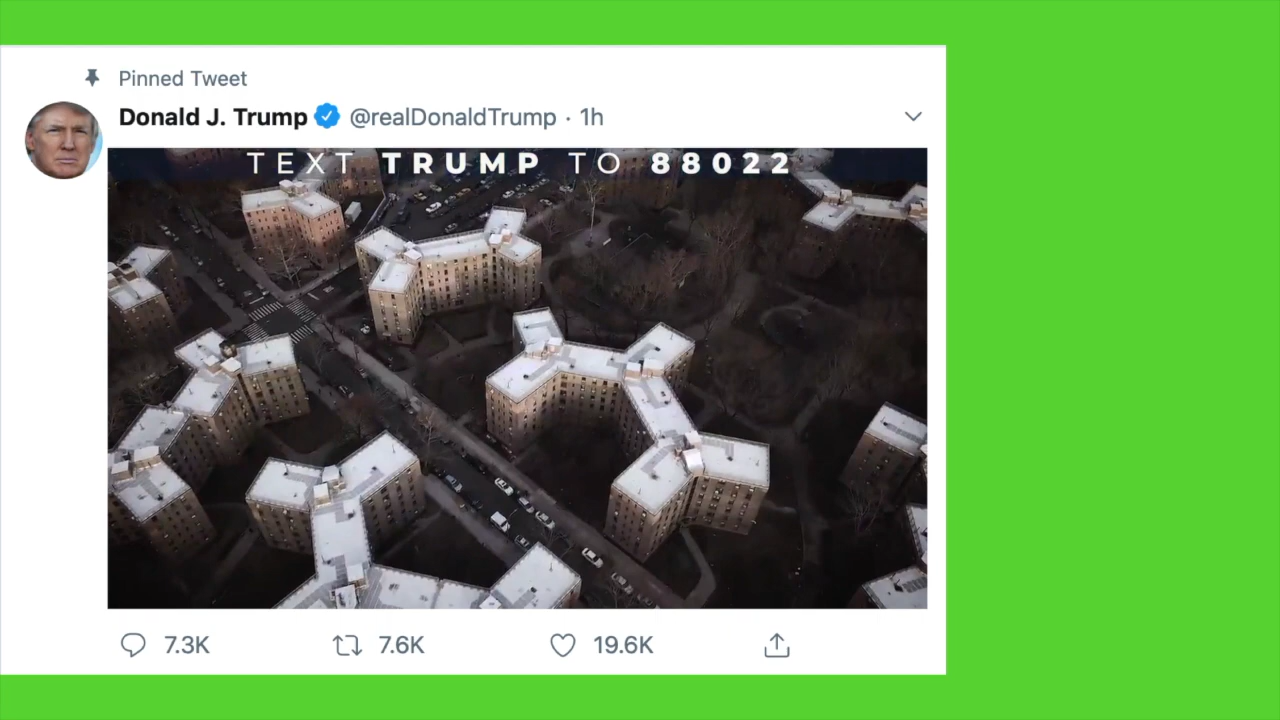 Pinned Tweet
Donald J. Trump @realDonaldTrump · 1h
TEXT TRUMP TO 88022
7.3K 7.6K 19.6K